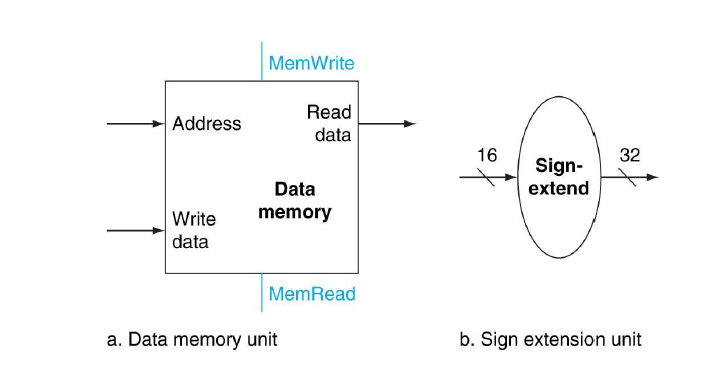 MemWrite
Address
Read
data
Data
memory
Write
data
MemRead
a. Data memory unit
16
Sign-
extend
32
b. Sign extension unit